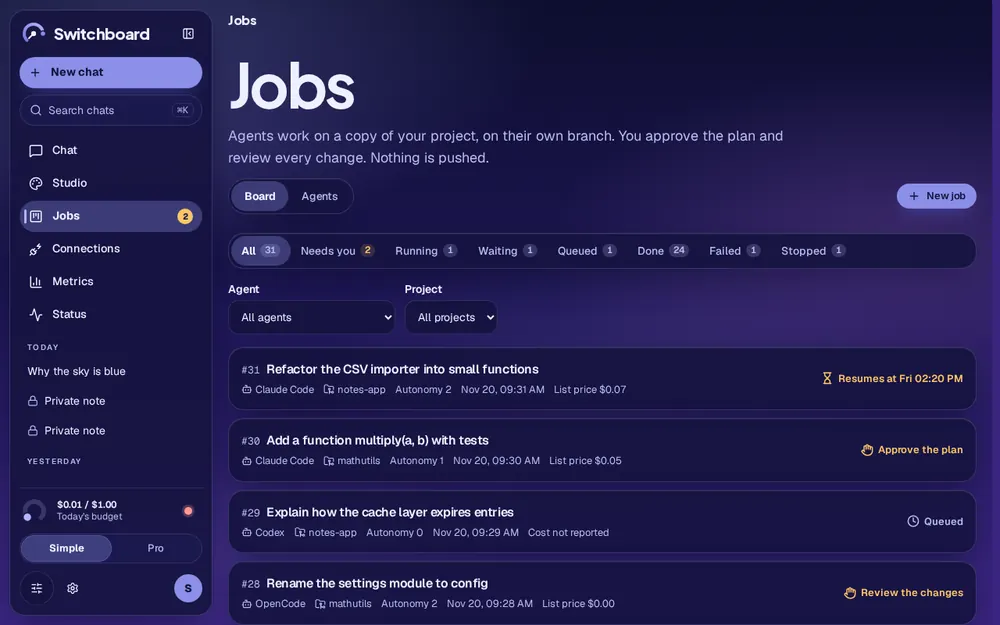 Switchboard
New chat
Search chats ⌘K
Chat
Studio
Jobs 2
Connections
Metrics
Status
TODAY
Why the sky is blue
Private note
Private note
YESTERDAY
$0.01 / $1.00
Today's budget
Simple Pro
S
Jobs
Jobs
Agents work on a copy of your project, on their own branch. You approve the plan and
review every change. Nothing is pushed.
Board Agents
New job
All 31 Needs you 2 Running 1 Waiting 1 Queued 1 Done 24 Failed 1 Stopped 1
Agent Project
All agents All projects
#31 Refactor the CSV importer into small functions
Claude Code notes-app Autonomy 2 Nov 20, 09:31 AM List price $0.07
Resumes at Fri 02:20 PM
#30 Add a function multiply(a, b) with tests
Claude Code mathutils Autonomy 1 Nov 20, 09:30 AM List price $0.05
Approve the plan
#29 Explain how the cache layer expires entries
Codex notes-app Autonomy 0 Nov 20, 09:29 AM Cost not reported
Queued
#28 Rename the settings module to config
OpenCode mathutils Autonomy 2 Nov 20, 09:28 AM List price $0.00
Review the changes